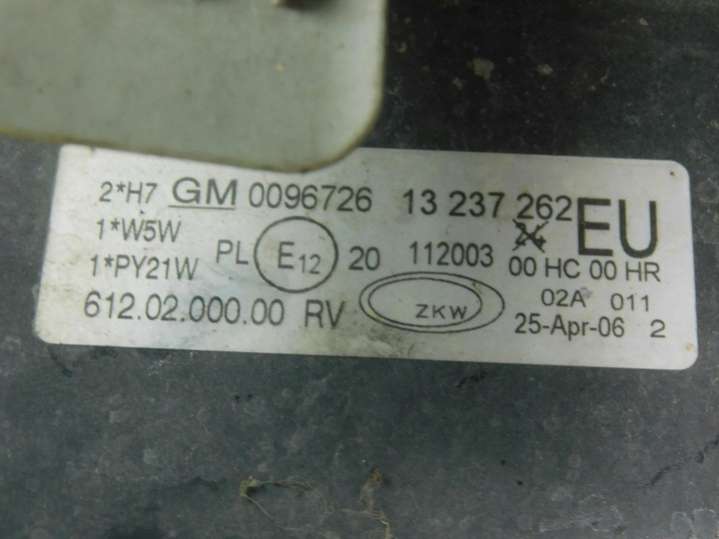 2*H7 GM 0096726 13 237 262 EU
1*W5W
1*PY21W PL E12 20 112003 00 HC 00 HR
612.02.000.00 RV ZKW 02A 011
25-Apr-06 2